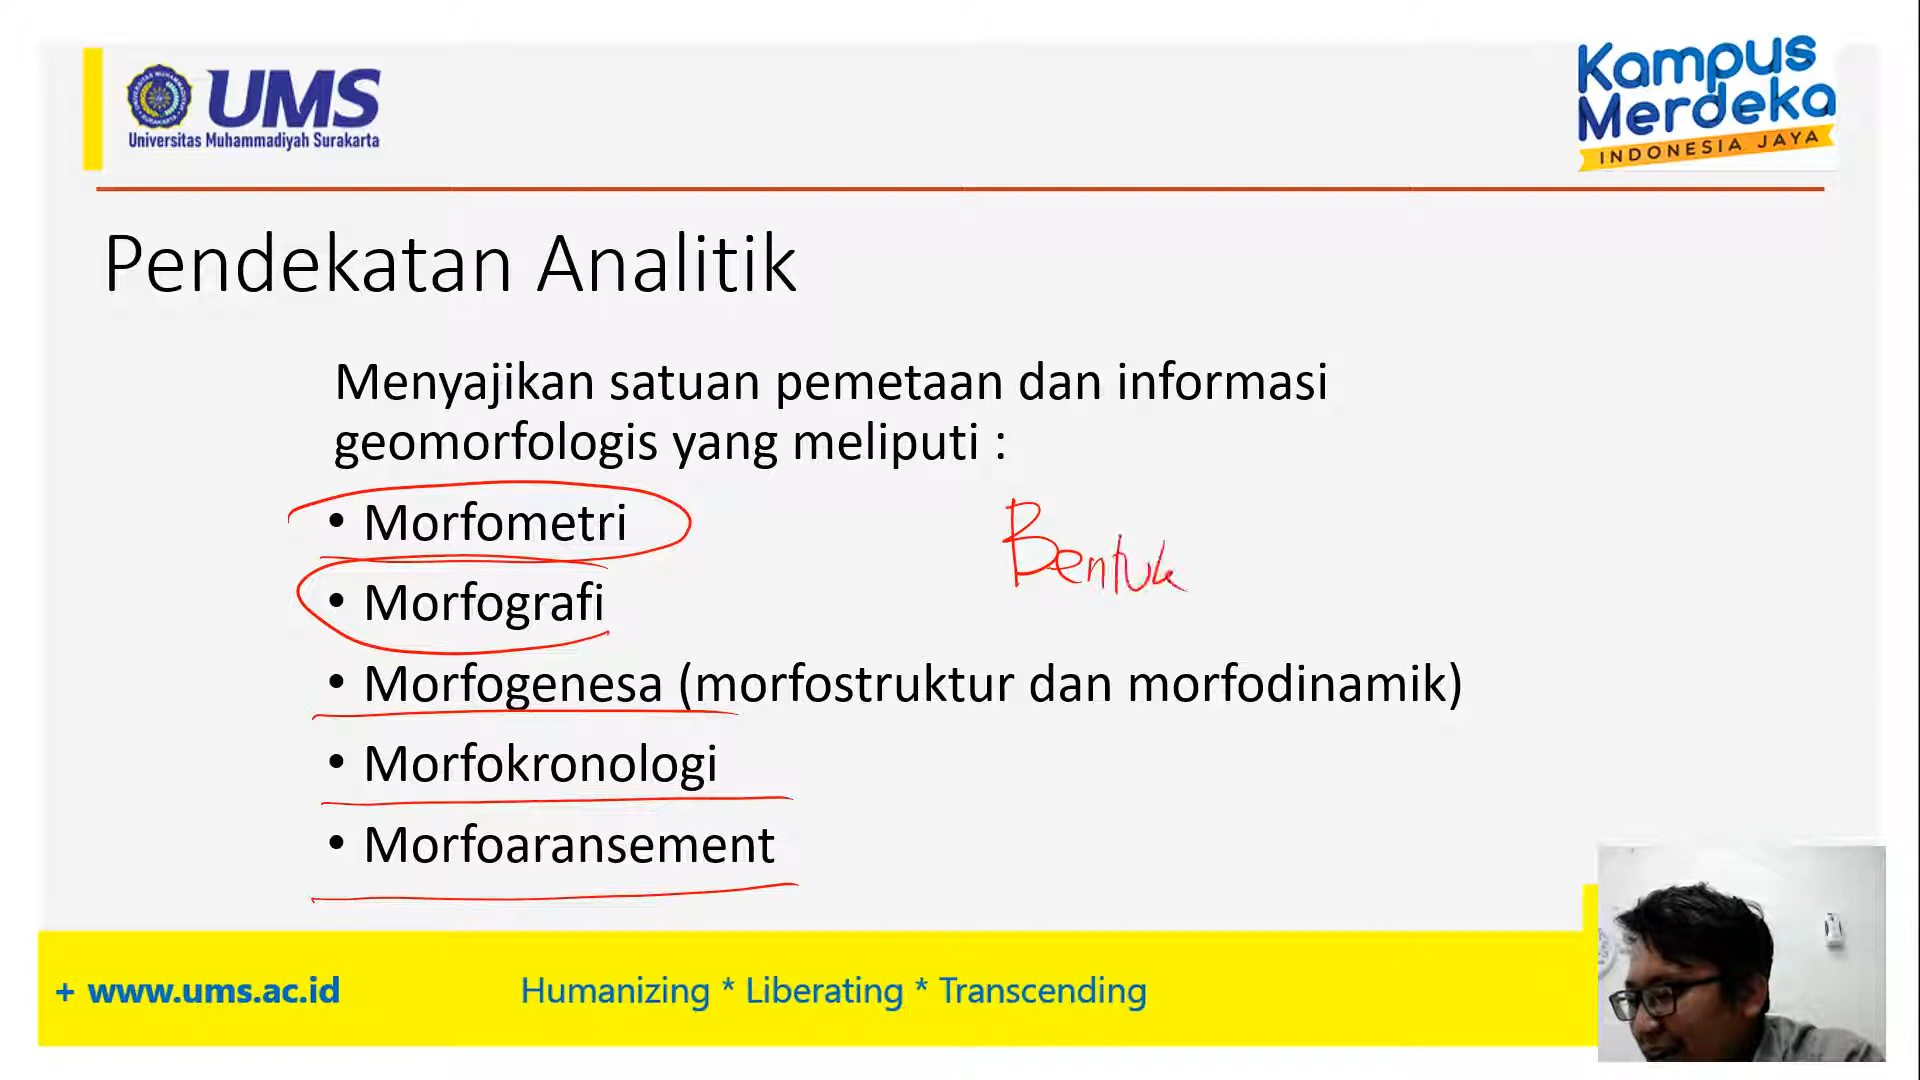 UMS
Universitas Muhammadiyah Surakarta
Kampus
Merdeka
INDONESIA JAYA
Pendekatan Analitik
Menyajikan satuan pemetaan dan informasi
geomorfologis yang meliputi :
• Morfometri
Bentuk
• Morfografi
• Morfogenesa (morfostruktur dan morfodinamik)
• Morfokronologi
• Morfoaransement
+ www.ums.ac.id
Humanizing * Liberating * Transcending